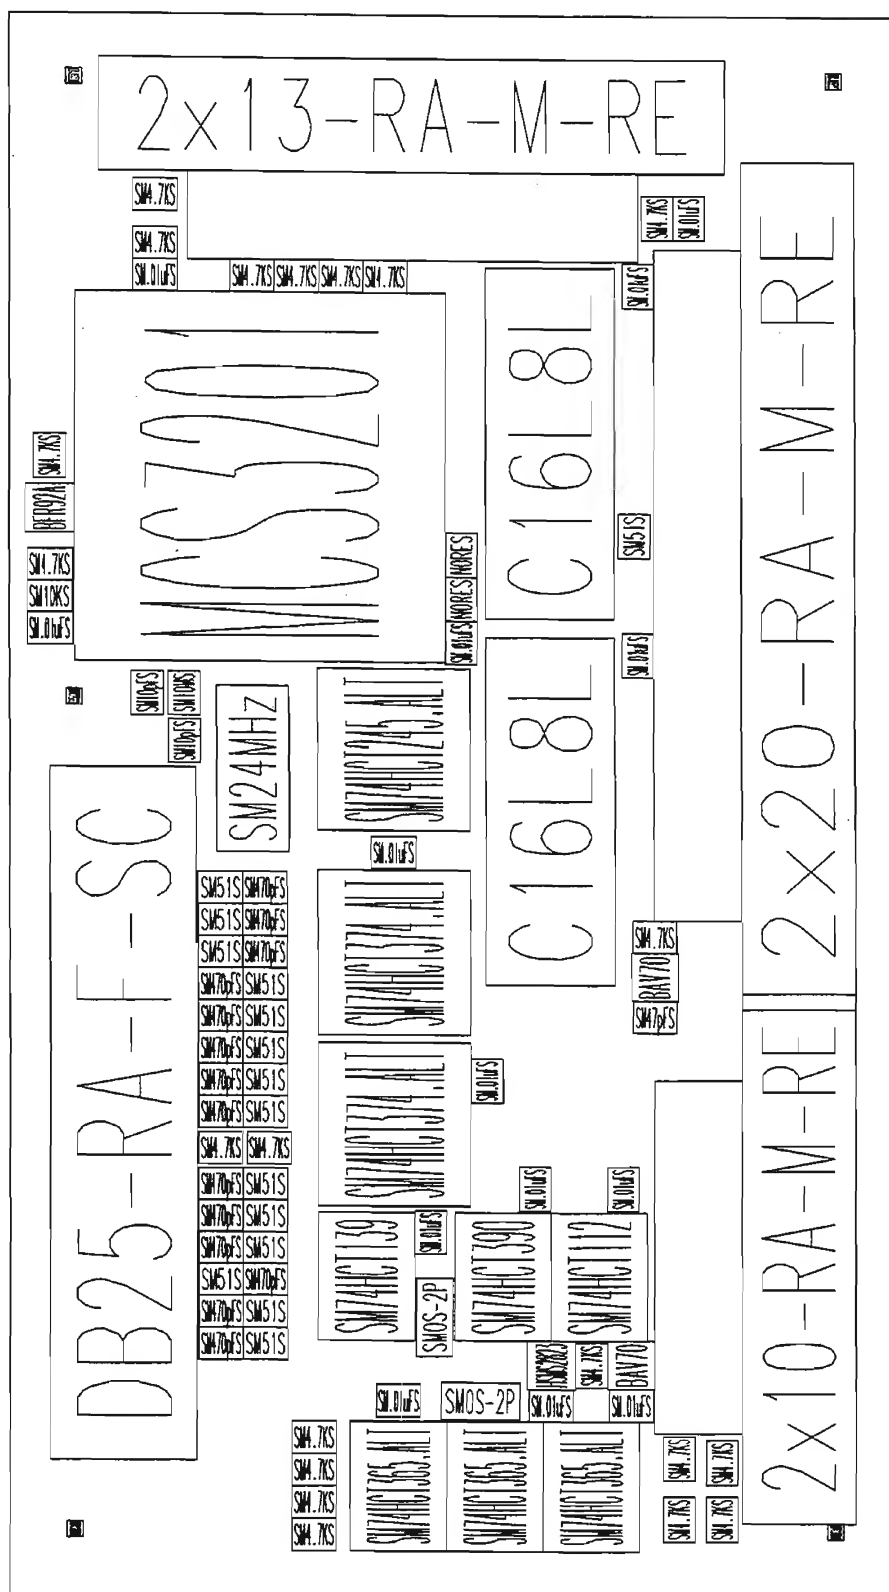 2x13-RA-M-RE
SM4.7KS
SM4.7KS
SM.01uFS
SM4.7KS
SM4.7KS
SM4.7KS
SM4.7KS
SM4.7KS
SM.01uFS
SM.01uFS
MCS3201
C16L8L
2x20-RA-M-RE
SM4.7KS
BFR92A
SM4.7KS
SM10KS
SM.01uFS
NORES
NORES
SM.01uFS
SM51S
SM.01uFS
SM10pFS
SM10pFS
SM24MHz
SM74HCT245.ALT
C16L8L
DB25-RA-F-SC
SM.01uFS
SM51S SM470pFS
SM51S SM470pFS
SM51S SM470pFS
SM470pFS SM51S
SM470pFS SM51S
SM470pFS SM51S
SM470pFS SM51S
SM470pFS SM51S
SM4.7KS SM4.7KS
SM470pFS SM51S
SM470pFS SM51S
SM470pFS SM51S
SM51S SM470pFS
SM470pFS SM51S
SM470pFS SM51S
SM74HCT374.ALT
SM74HCT374.ALT
SM4.7KS
BAV70
SM47pFS
SM.01uFS
2x10-RA-M-RE
SM.01uFS
SM.01uFS
SM74HCT139
SM.01uFS
SM74HCT390
SM74HCT112
SMOS-2P
SM4.7KS
BAV70
SM.01uFS
SMOS-2P
SM.01uFS
SM.01uFS
SM4.7KS
SM4.7KS
SM4.7KS
SM4.7KS
SM74HCT365.ALT
SM74HCT365.ALT
SM74HCT365.ALT
SM4.7KS
SM4.7KS
SM4.7KS
SM4.7KS